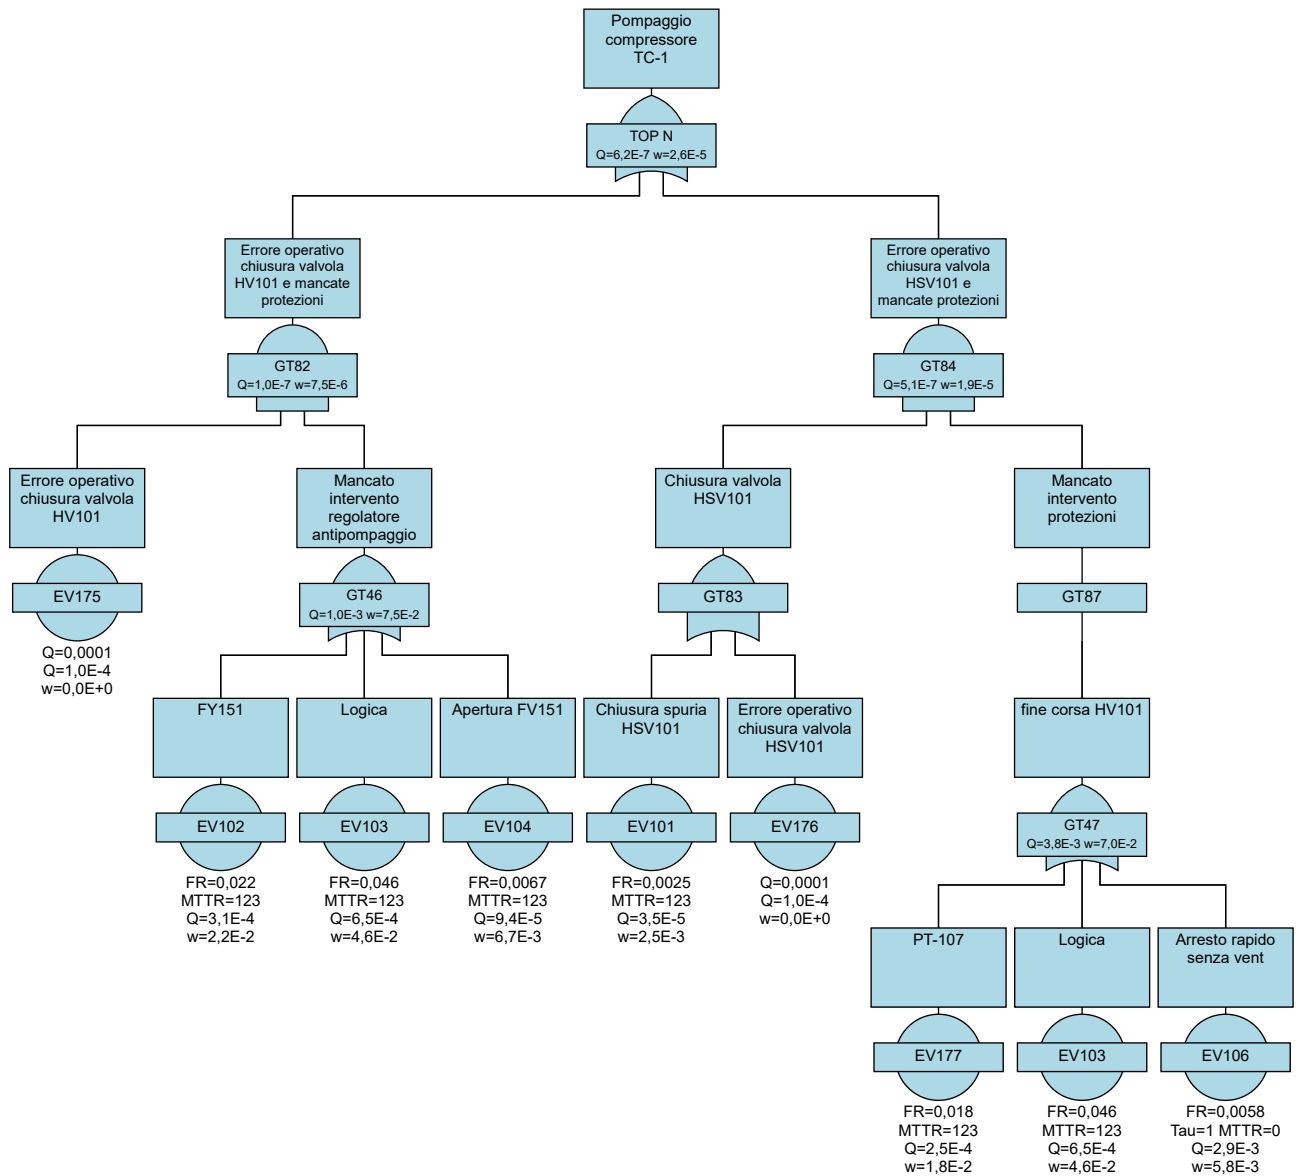 Pompaggio
compressore
TC-1
TOP N
Q=6,2E-7 w=2,6E-5
Errore operativo
chiusura valvola
HV101 e mancate
protezioni
GT82
Q=1,0E-7 w=7,5E-6
Errore operativo
chiusura valvola
HSV101 e
mancate protezioni
GT84
Q=5,1E-7 w=1,9E-5
Errore operativo
chiusura valvola
HV101
EV175
Q=0,0001
Q=1,0E-4
w=0,0E+0
Mancato
intervento
regolatore
antipompaggio
GT46
Q=1,0E-3 w=7,5E-2
Chiusura valvola
HSV101
GT83
Mancato
intervento
protezioni
GT87
FY151
EV102
FR=0,022
MTTR=123
Q=3,1E-4
w=2,2E-2
Logica
EV103
FR=0,046
MTTR=123
Q=6,5E-4
w=4,6E-2
Apertura FV151
EV104
FR=0,0067
MTTR=123
Q=9,4E-5
w=6,7E-3
Chiusura spuria
HSV101
EV101
FR=0,0025
MTTR=123
Q=3,5E-5
w=2,5E-3
Errore operativo
chiusura valvola
HSV101
EV176
Q=0,0001
Q=1,0E-4
w=0,0E+0
fine corsa HV101
GT47
Q=3,8E-3 w=7,0E-2
PT-107
EV177
FR=0,018
MTTR=123
Q=2,5E-4
w=1,8E-2
Logica
EV103
FR=0,046
MTTR=123
Q=6,5E-4
w=4,6E-2
Arresto rapido
senza vent
EV106
FR=0,0058
Tau=1 MTTR=0
Q=2,9E-3
w=5,8E-3